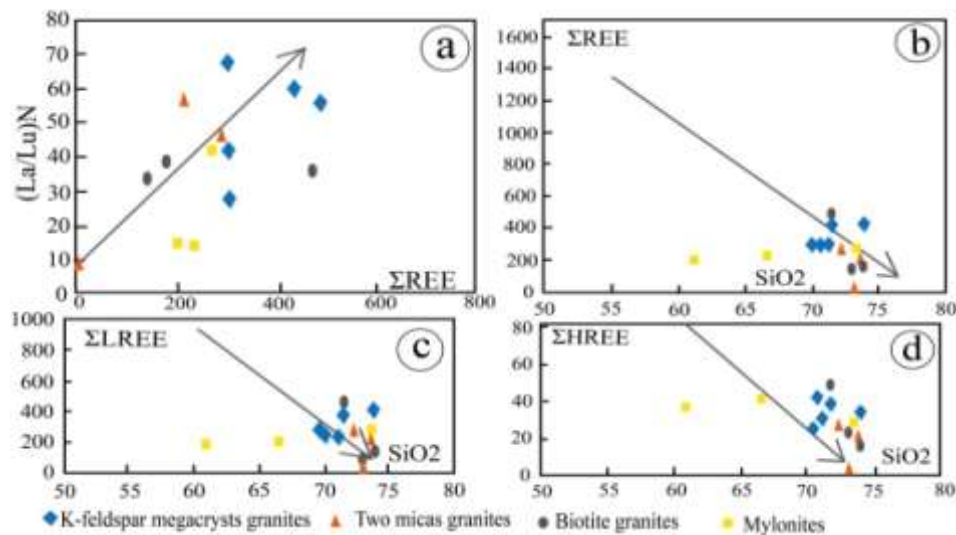 80
70
60
50
40
30
20
10
0
(La/Lu)N
a
ΣREE
0 200 400 600 800
1600
1400
1200
1000
800
600
400
200
0
ΣREE
b
SiO2
50 55 60 65 70 75 80
1000
800
600
400
200
0
ΣLREE
c
SiO2
50 55 60 65 70 75 80
80
60
40
20
0
ΣHREE
d
SiO2
50 55 60 65 70 75 80
K-feldspar megacrysts granites Two micas granites Biotite granites Mylonites